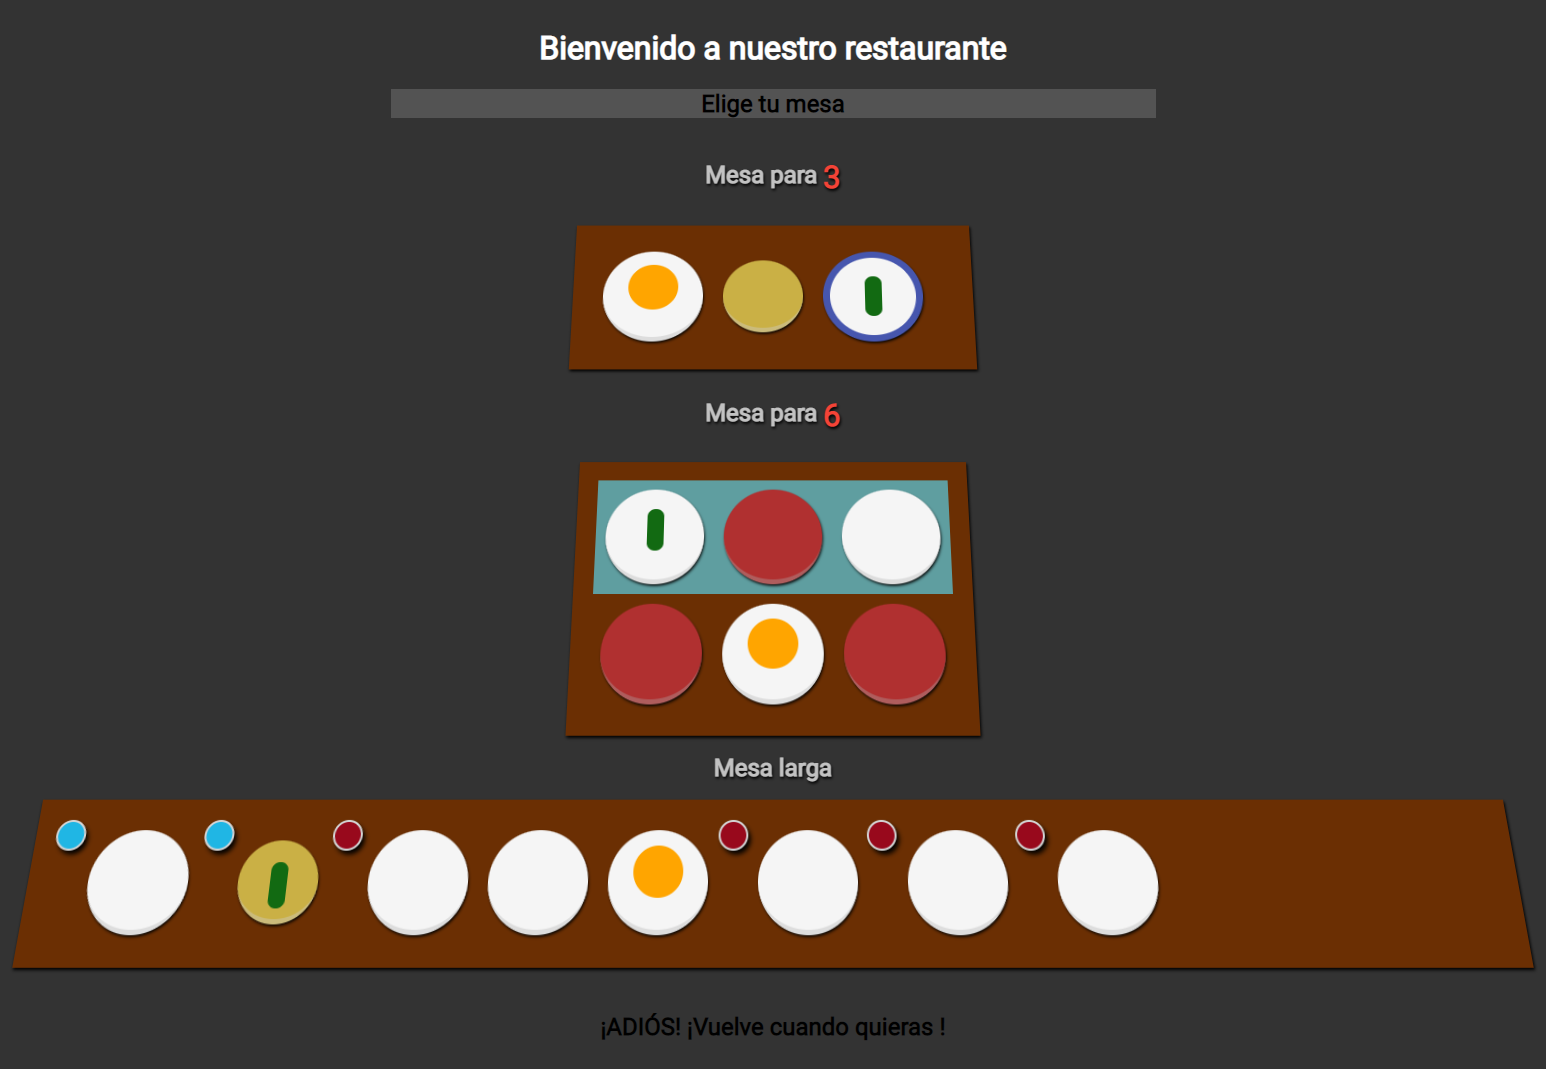 Bienvenido a nuestro restaurante
Elige tu mesa
Mesa para 3
Mesa para 6
Mesa larga
¡ADIÓS! ¡Vuelve cuando quieras !